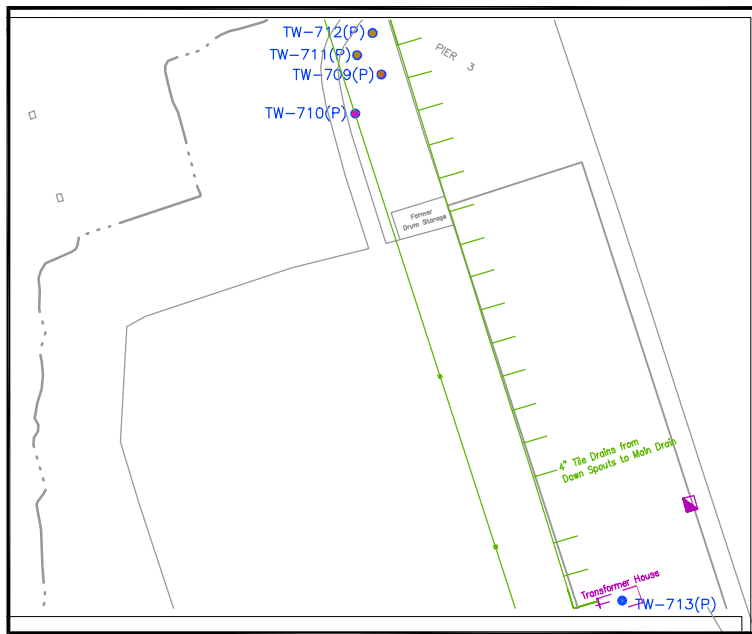 TW-712(P)
TW-711(P)
TW-709(P)
TW-710(P)
PIER 3
Former
Drum Storage
4" Tile Drains from
Down Spouts to Main Drain
Transformer House
TW-713(P)